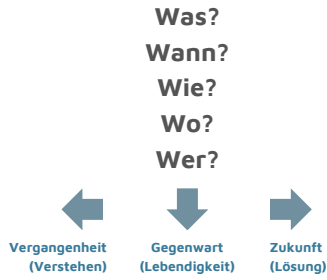 Was?
Wann?
Wie?
Wo?
Wer?
Vergangenheit Gegenwart Zukunft
(Verstehen) (Lebendigkeit) (Lösung)